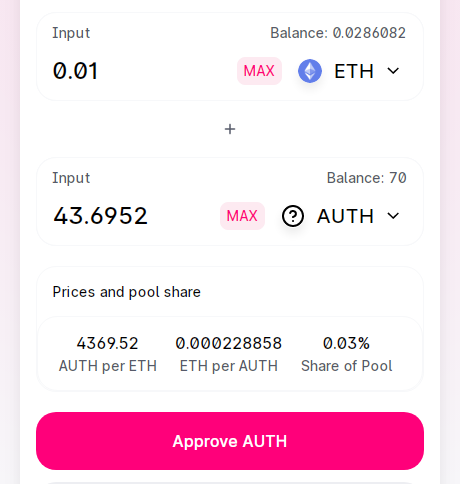 Input Balance: 0.0286082
0.01 MAX ETH
+
Input Balance: 70
43.6952 MAX ? AUTH
Prices and pool share
4369.52 0.000228858 0.03%
AUTH per ETH ETH per AUTH Share of Pool
Approve AUTH